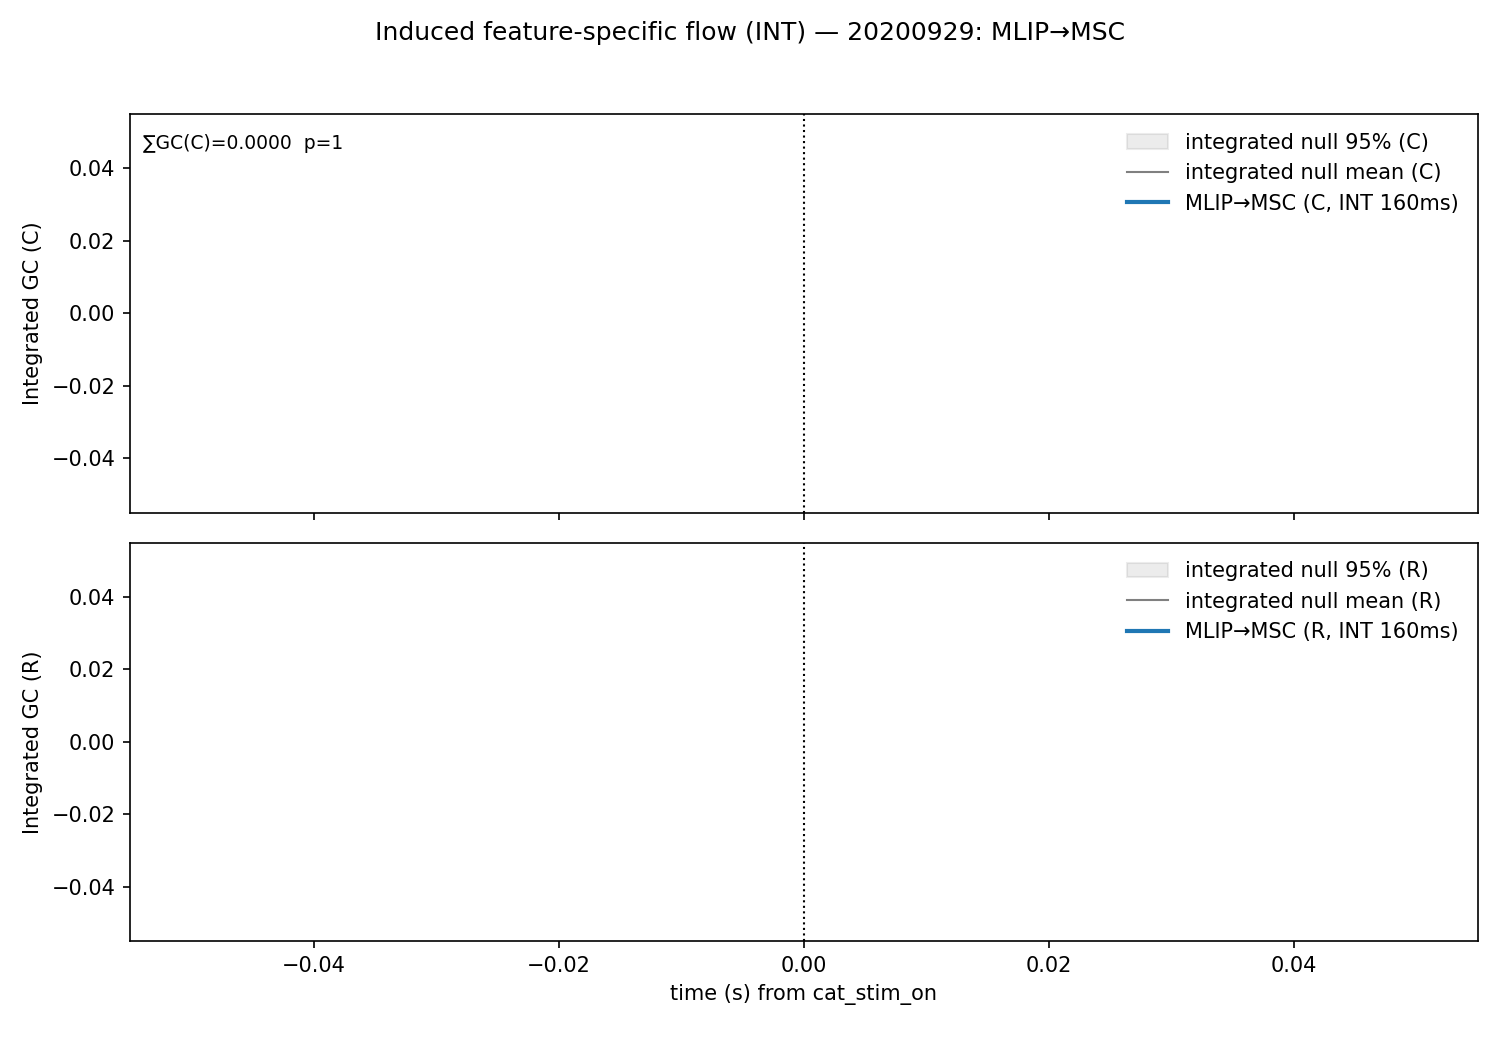 Induced feature-specific flow (INT) — 20200929: MLIP→MSC
∑GC(C)=0.0000  p=1
integrated null 95% (C)
integrated null mean (C)
MLIP→MSC (C, INT 160ms)
Integrated GC (C)
0.04
0.02
0.00
−0.02
−0.04
integrated null 95% (R)
integrated null mean (R)
MLIP→MSC (R, INT 160ms)
Integrated GC (R)
0.04
0.02
0.00
−0.02
−0.04
−0.04 −0.02 0.00 0.02 0.04
time (s) from cat_stim_on